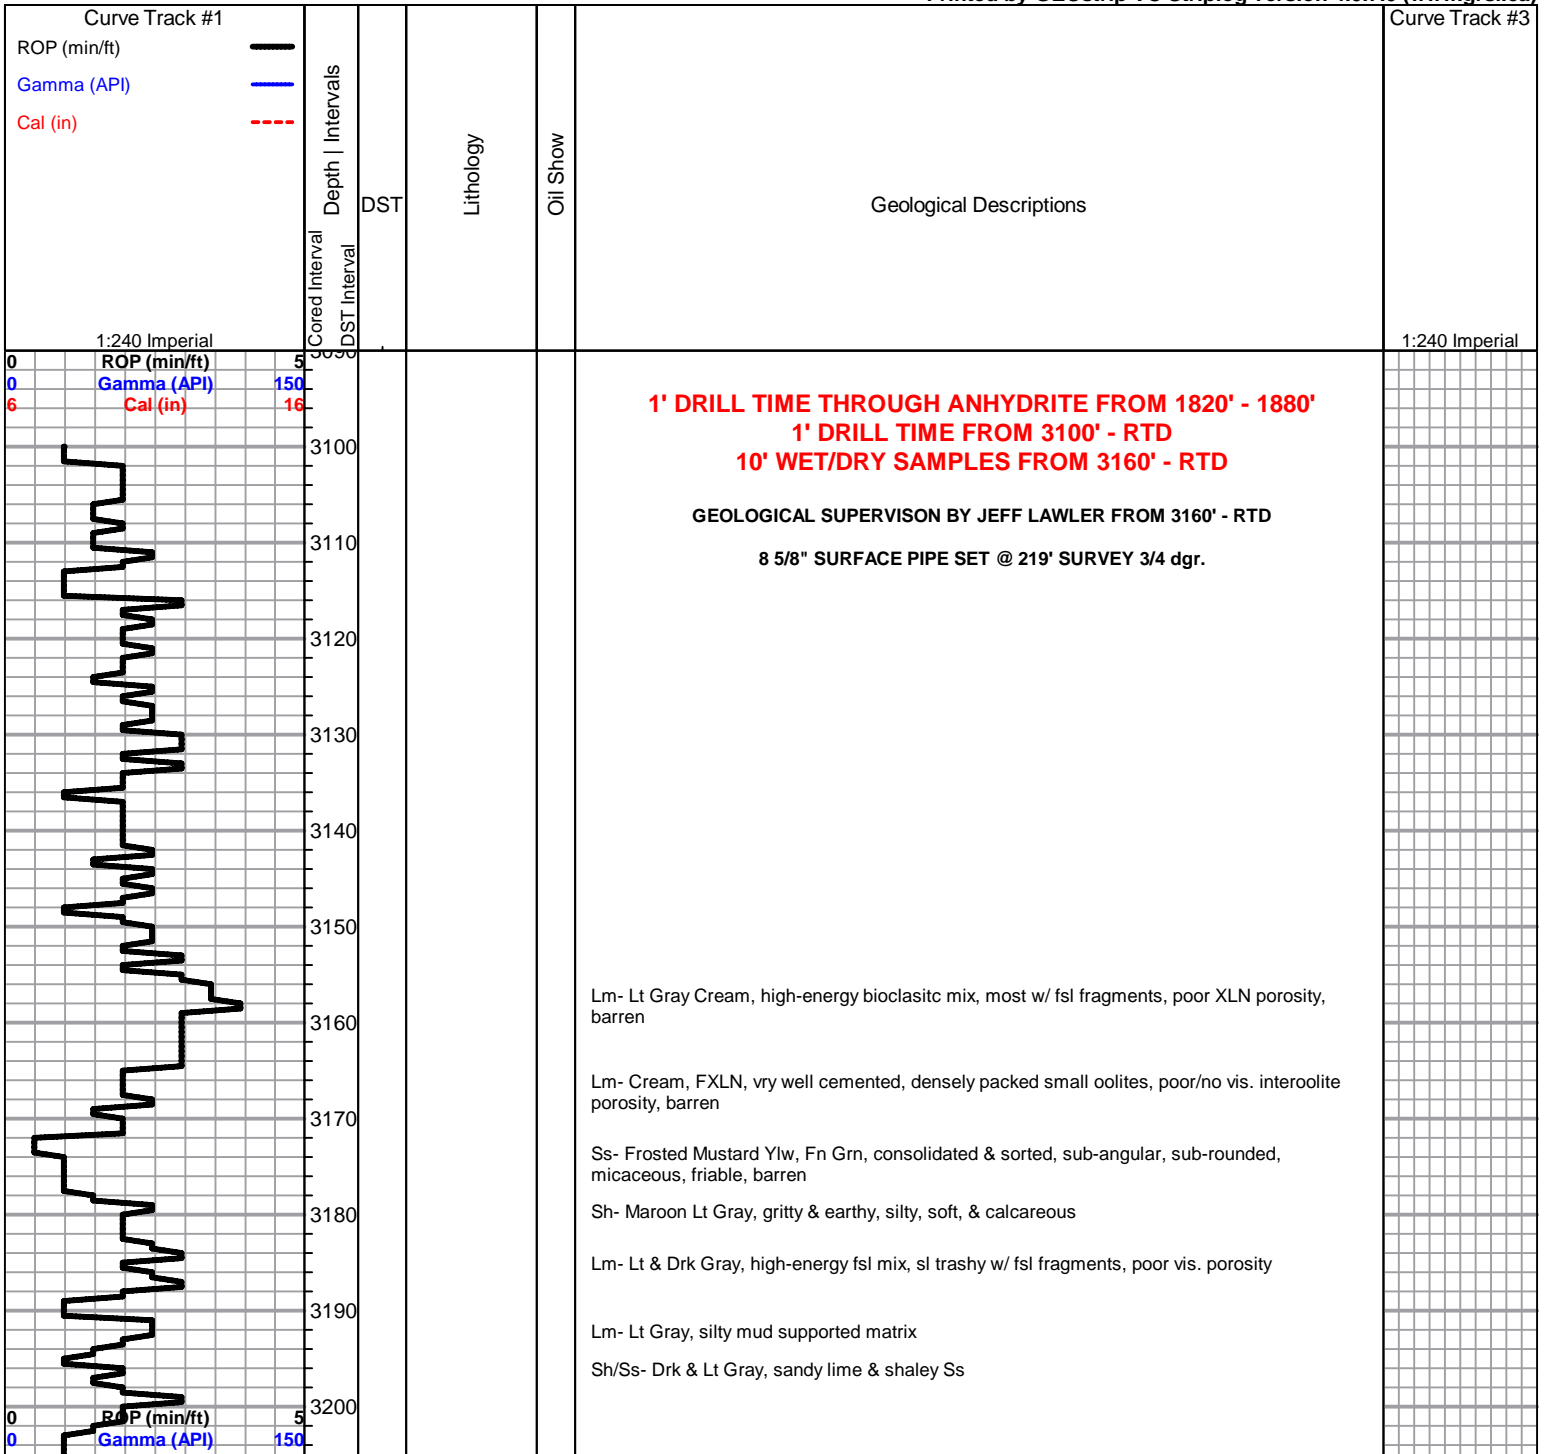 Curve Track #1
ROP (min/ft)
Gamma (API)
Cal (in)
1:240 Imperial
Depth | Intervals
Cored Interval
DST Interval
DST
Lithology
Oil Show
Geological Descriptions
Curve Track #3
1:240 Imperial
0 ROP (min/ft) 5
0 Gamma (API) 150
6 Cal (in) 16
3090
1' DRILL TIME THROUGH ANHYDRITE FROM 1820' - 1880'
1' DRILL TIME FROM 3100' - RTD
10' WET/DRY SAMPLES FROM 3160' - RTD
3100
GEOLOGICAL SUPERVISON BY JEFF LAWLER FROM 3160' - RTD
3110
8 5/8" SURFACE PIPE SET @ 219' SURVEY 3/4 dgr.
3120
3130
3140
3150
Lm- Lt Gray Cream, high-energy bioclasitc mix, most w/ fsl fragments, poor XLN porosity,
barren
3160
Lm- Cream, FXLN, vry well cemented, densely packed small oolites, poor/no vis. interoolite
porosity, barren
3170
Ss- Frosted Mustard Ylw, Fn Grn, consolidated & sorted, sub-angular, sub-rounded,
micaceous, friable, barren
Sh- Maroon Lt Gray, gritty & earthy, silty, soft, & calcareous
3180
Lm- Lt & Drk Gray, high-energy fsl mix, sl trashy w/ fsl fragments, poor vis. porosity
3190
Lm- Lt Gray, silty mud supported matrix
Sh/Ss- Drk & Lt Gray, sandy lime & shaley Ss
3200
0 ROP (min/ft) 5
0 Gamma (API) 150